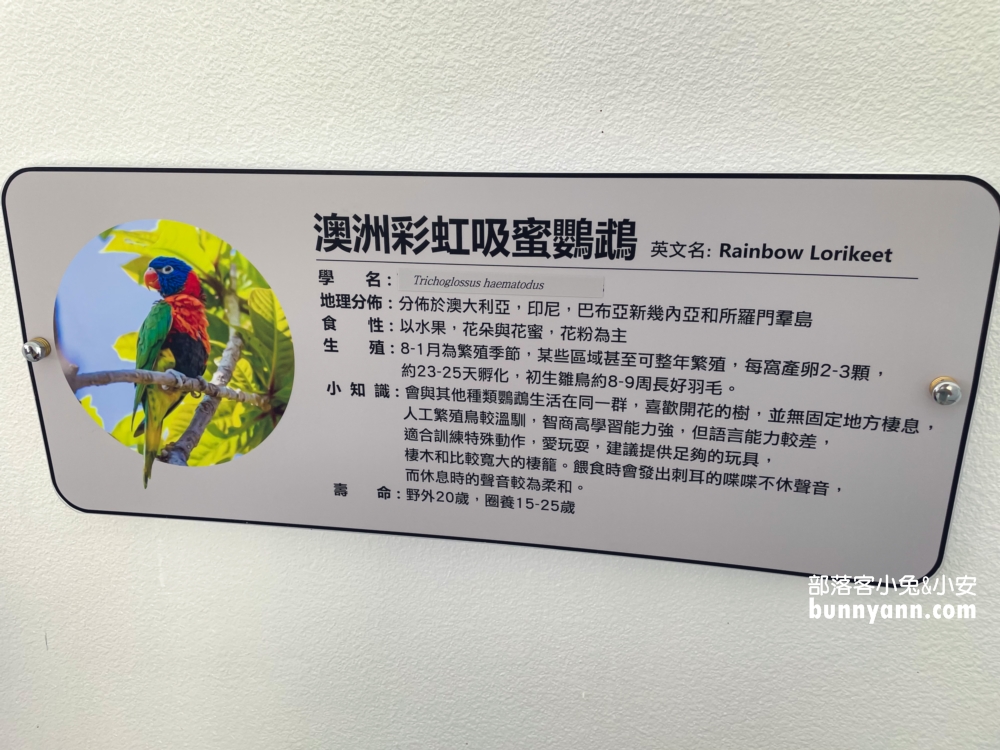 澳洲彩虹吸蜜鸚鵡 英文名: Rainbow Lorikeet
學 名： Trichoglossus haematodus
地理分佈：分佈於澳大利亞，印尼，巴布亞新幾內亞和所羅門羣島
食 性：以水果，花朵與花蜜，花粉為主
生 殖：8-1月為繁殖季節，某些區域甚至可整年繁殖，每窩產卵2-3顆，
約23-25天孵化，初生雛鳥約8-9周長好羽毛。
小 知 識：會與其他種類鸚鵡生活在同一群，喜歡開花的樹，並無固定地方棲息，
人工繁殖鳥較溫馴，智商高學習能力強，但語言能力較差，
適合訓練特殊動作，愛玩耍，建議提供足夠的玩具，
棲木和比較寬大的棲籠。餵食時會發出刺耳的喋喋不休聲音，
而休息時的聲音較為柔和。
壽 命：野外20歲，圈養15-25歲
部落客小兔&小安
bunnyann.com